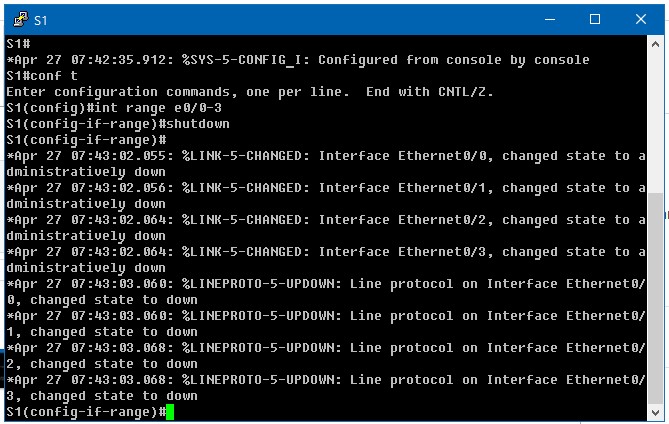 S1
S1#
*Apr 27 07:42:35.912: %SYS-5-CONFIG_I: Configured from console by console
S1#conf t
Enter configuration commands, one per line.  End with CNTL/Z.
S1(config)#int range e0/0-3
S1(config-if-range)#shutdown
S1(config-if-range)#
*Apr 27 07:43:02.055: %LINK-5-CHANGED: Interface Ethernet0/0, changed state to a
dministratively down
*Apr 27 07:43:02.056: %LINK-5-CHANGED: Interface Ethernet0/1, changed state to a
dministratively down
*Apr 27 07:43:02.064: %LINK-5-CHANGED: Interface Ethernet0/2, changed state to a
dministratively down
*Apr 27 07:43:02.064: %LINK-5-CHANGED: Interface Ethernet0/3, changed state to a
dministratively down
*Apr 27 07:43:03.060: %LINEPROTO-5-UPDOWN: Line protocol on Interface Ethernet0/
0, changed state to down
*Apr 27 07:43:03.060: %LINEPROTO-5-UPDOWN: Line protocol on Interface Ethernet0/
1, changed state to down
*Apr 27 07:43:03.068: %LINEPROTO-5-UPDOWN: Line protocol on Interface Ethernet0/
2, changed state to down
*Apr 27 07:43:03.068: %LINEPROTO-5-UPDOWN: Line protocol on Interface Ethernet0/
3, changed state to down
S1(config-if-range)#